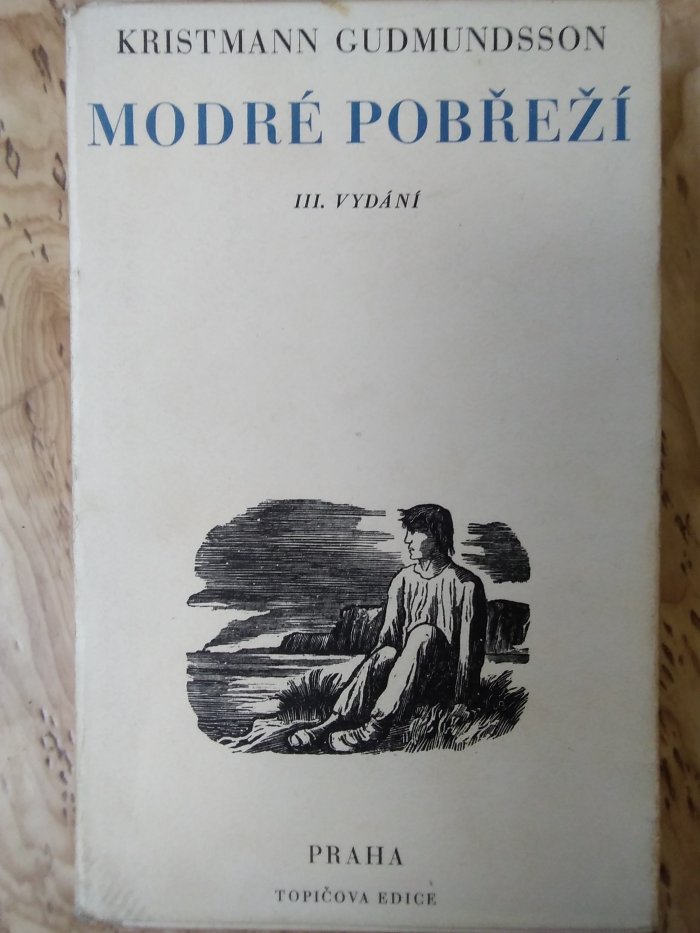 KRISTMANN GUDMUNDSSON
MODRÉ POBŘEŽÍ
III. VYDÁNÍ
PRAHA
TOPIČOVA EDICE